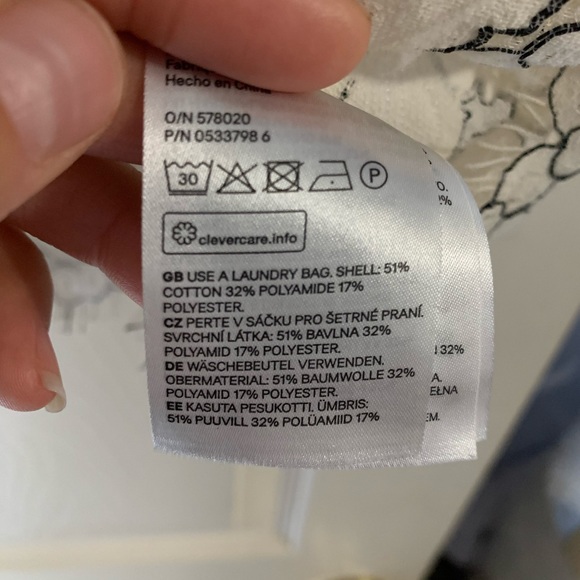 Hecho en China
O/N 578020
P/N 0533798 6
30
P
clevercare.info
GB USE A LAUNDRY BAG. SHELL: 51%
COTTON 32% POLYAMIDE 17%
POLYESTER.
CZ PERTE V SÁČKU PRO ŠETRNÉ PRANÍ.
SVRCHNÍ LÁTKA: 51% BAVLNA 32%
POLYAMID 17% POLYESTER.
DE WÄSCHEBEUTEL VERWENDEN.
OBERMATERIAL: 51% BAUMWOLLE 32%
POLYAMID 17% POLYESTER.
EE KASUTA PESUKOTTI. ÜMBRIS:
51% PUUVILL 32% POLÜAMIID 17%
32%